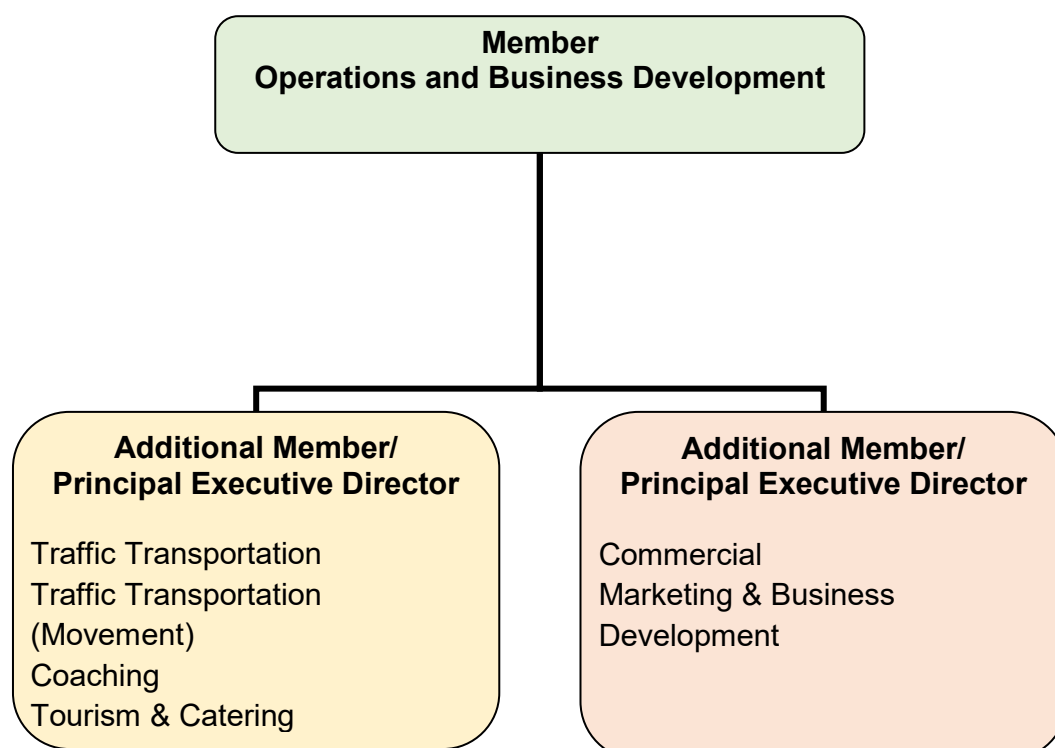 Member
Operations and Business Development
Additional Member/
Principal Executive Director
Traffic Transportation
Traffic Transportation
(Movement)
Coaching
Tourism & Catering
Additional Member/
Principal Executive Director
Commercial
Marketing & Business
Development